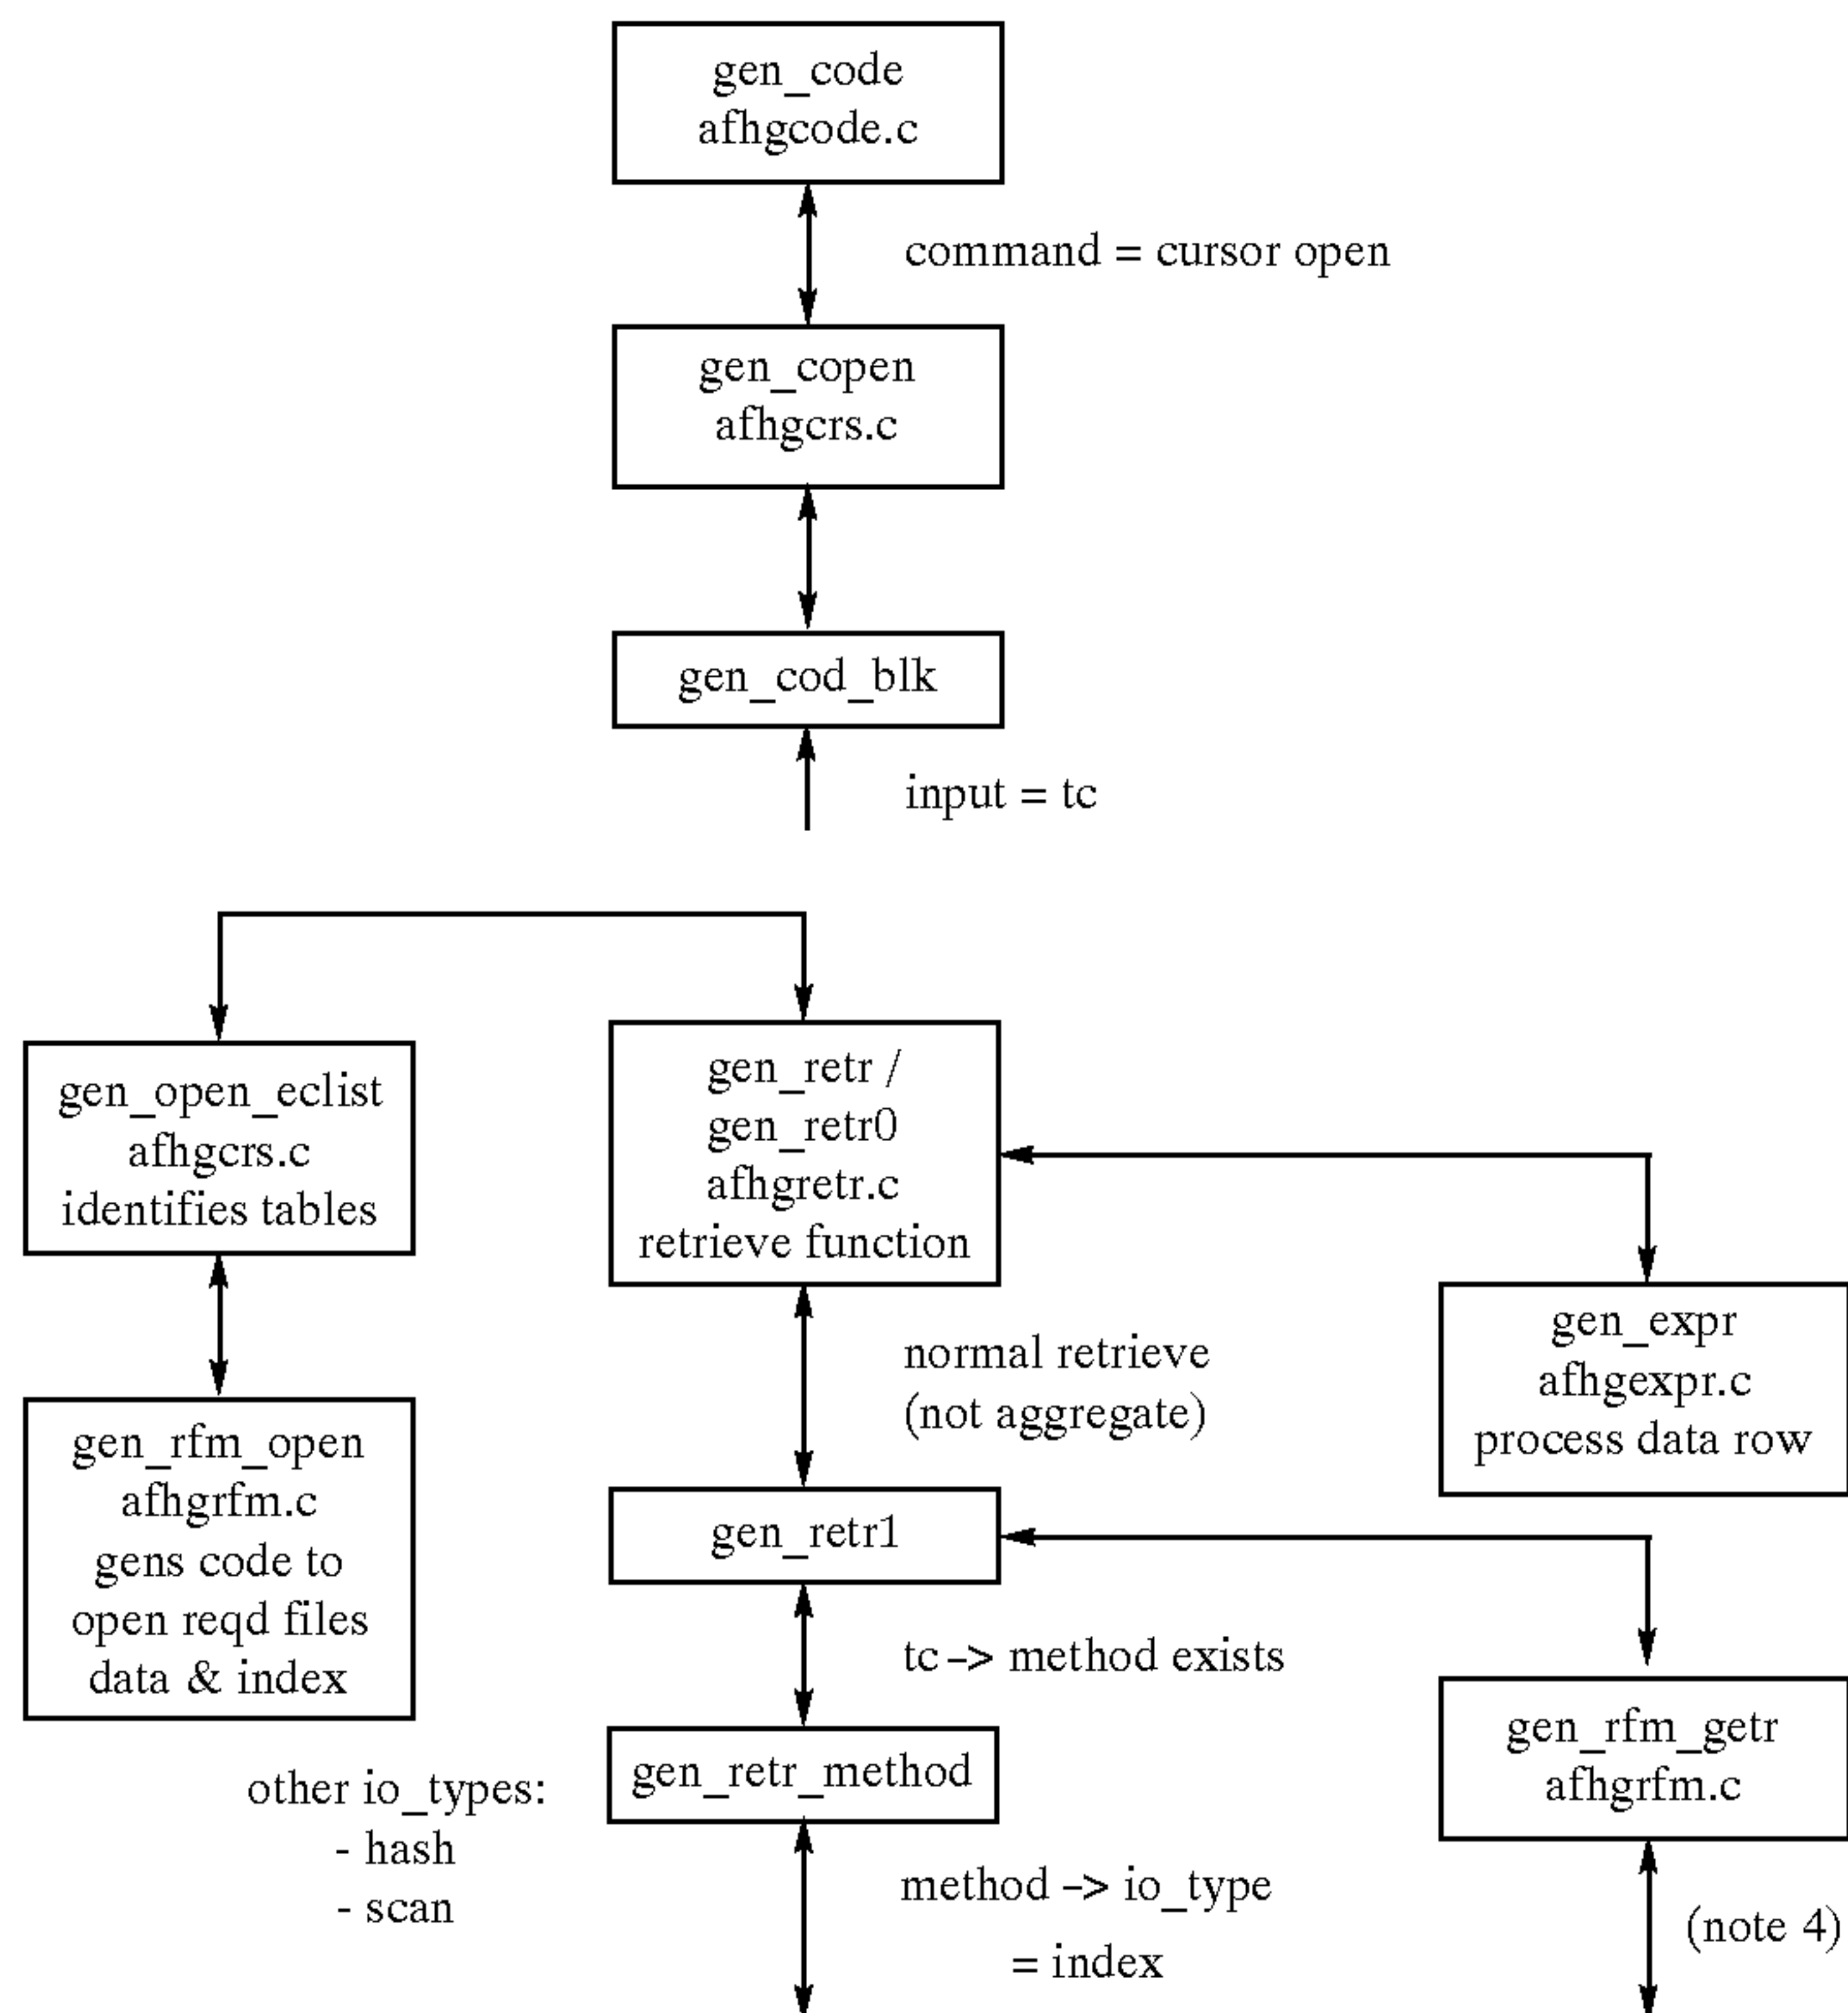 gen_code
afhgcode.c
command = cursor open
gen_copen
afhgcrs.c
gen_cod_blk
input = tc
gen_open_eclist
afhgcrs.c
identifies tables
gen_retr /
gen_retr0
afhgretr.c
retrieve function
gen_expr
afhgexpr.c
process data row
normal retrieve
(not aggregate)
gen_rfm_open
afhgrfm.c
gens code to
open reqd files
data & index
gen_retr1
tc -> method exists
gen_rfm_getr
afhgrfm.c
gen_retr_method
other io_types:
- hash
- scan
method -> io_type
= index
(note 4)